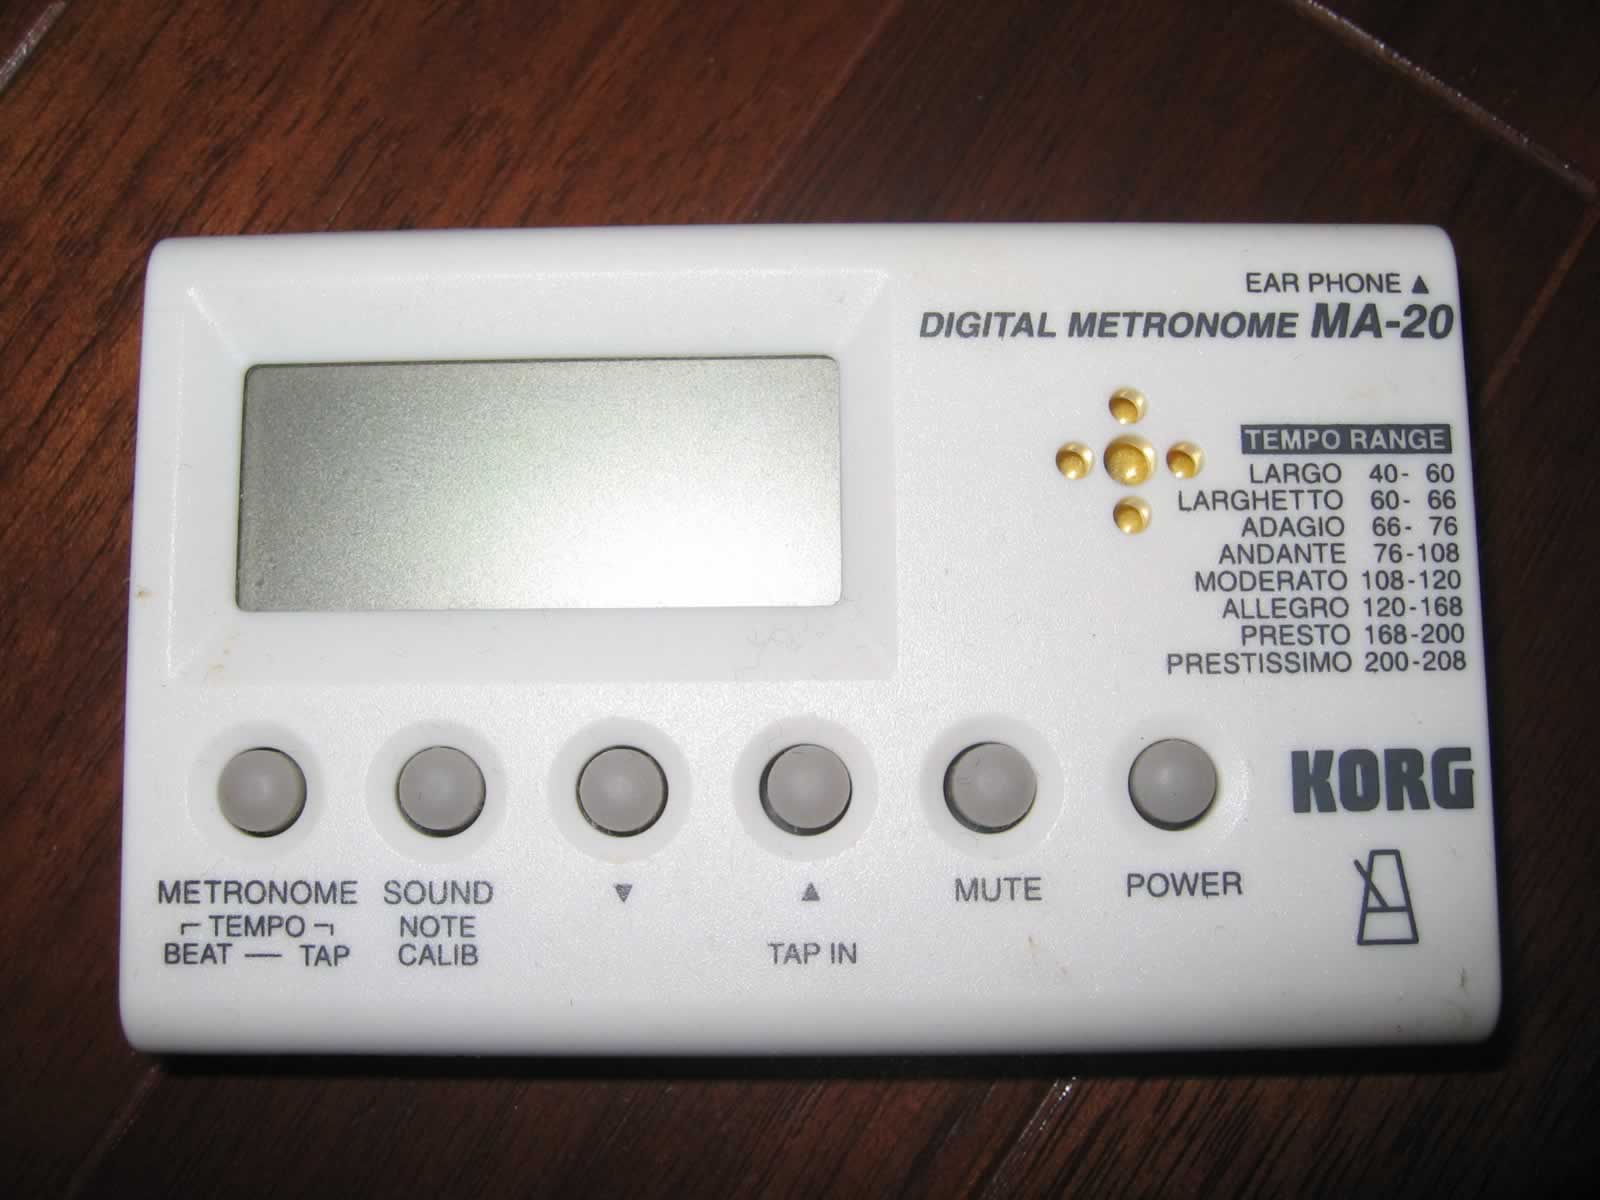 EAR PHONE ▲
DIGITAL METRONOME MA-20
TEMPO RANGE
LARGO 40- 60
LARGHETTO 60- 66
ADAGIO 66- 76
ANDANTE 76-108
MODERATO 108-120
ALLEGRO 120-168
PRESTO 168-200
PRESTISSIMO 200-208
KORG
METRONOME SOUND ▼ ▲ MUTE POWER
TEMPO NOTE
BEAT — TAP CALIB TAP IN